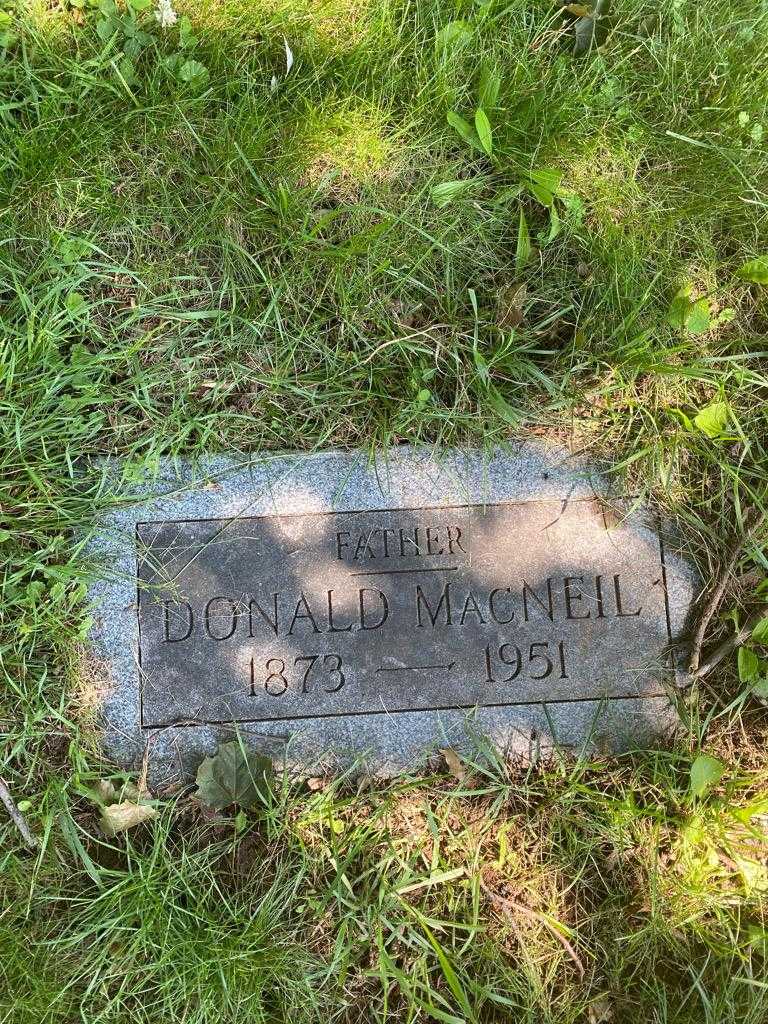 FATHER
DONALD MACNEIL
1873 — 1951